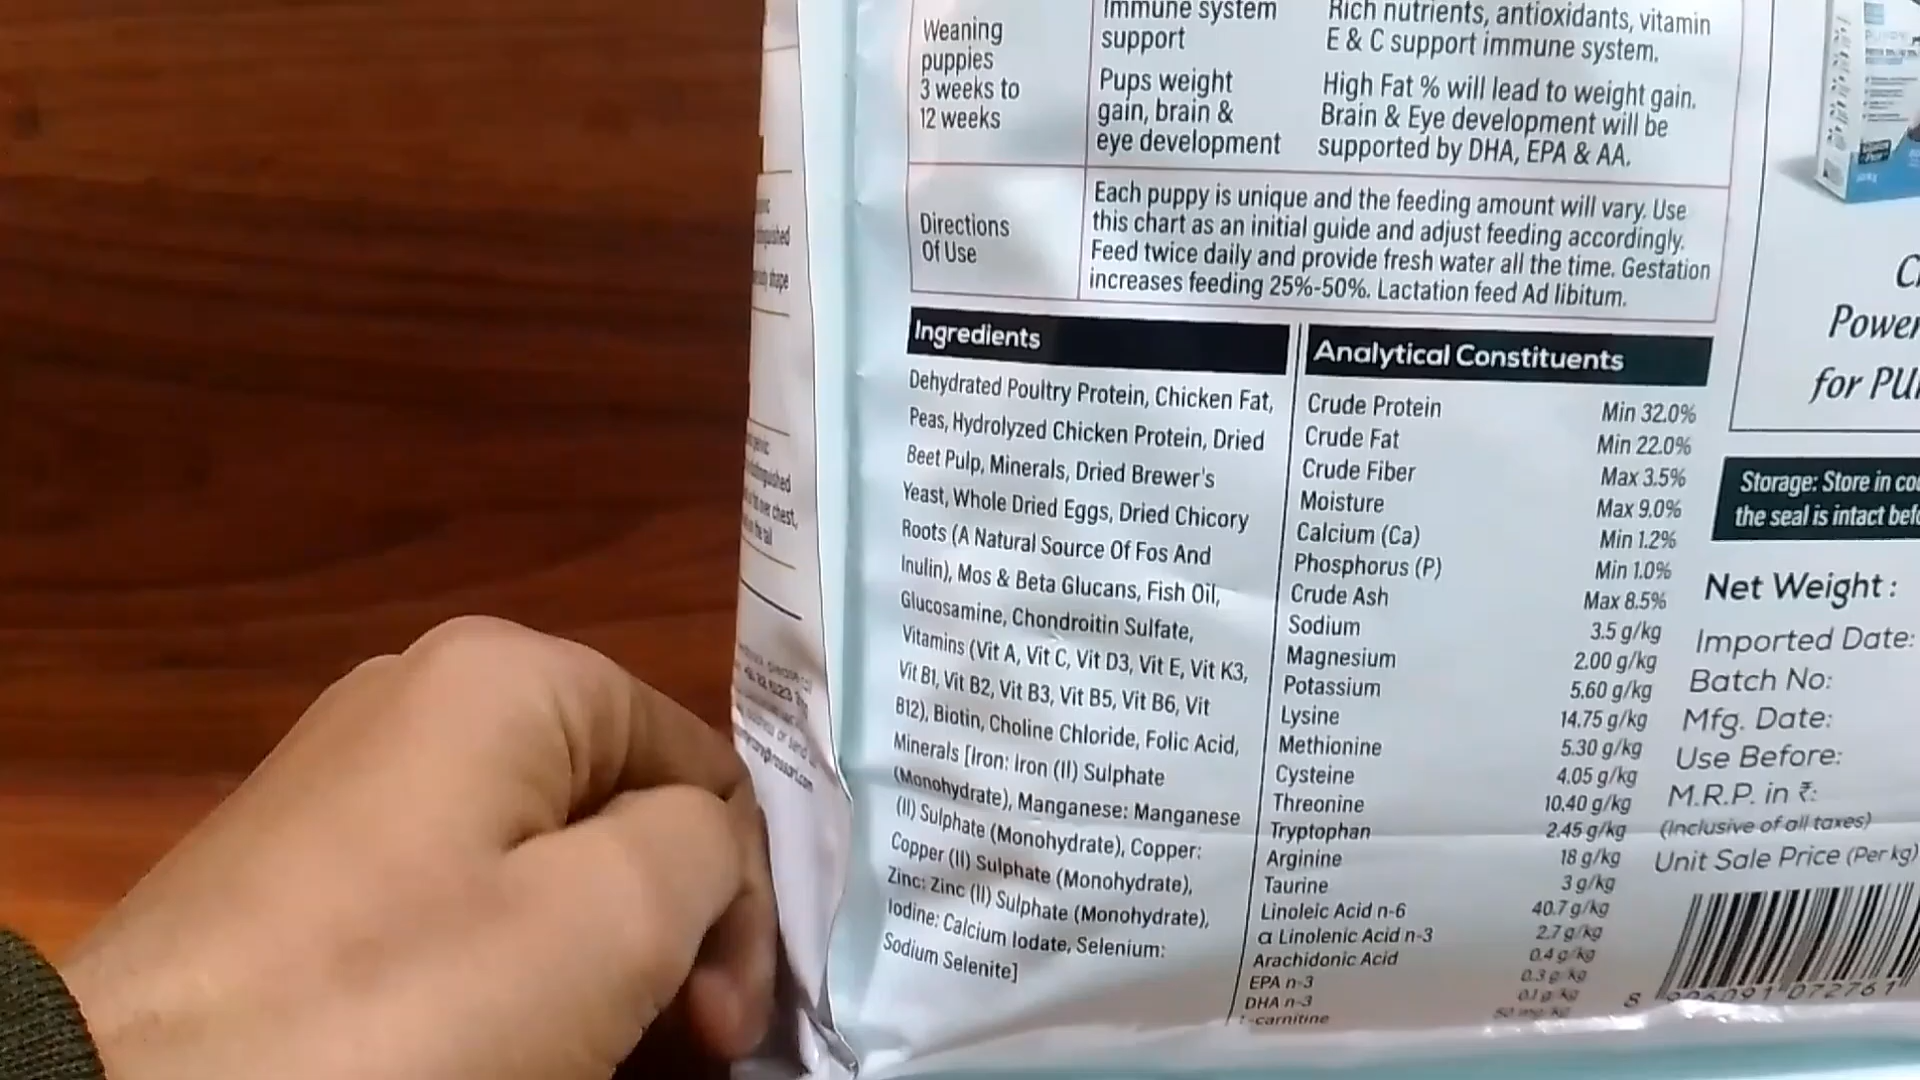 Weaning
puppies
3 weeks to
12 weeks
Immune system
support
Rich nutrients, antioxidants, vitamin
E & C support immune system.
Pups weight
gain, brain &
eye development
High Fat % will lead to weight gain.
Brain & Eye development will be
supported by DHA, EPA & AA.
Directions
Of Use
Each puppy is unique and the feeding amount will vary. Use
this chart as an initial guide and adjust feeding accordingly.
Feed twice daily and provide fresh water all the time. Gestation
increases feeding 25%-50%. Lactation feed Ad libitum.
Ingredients
Dehydrated Poultry Protein, Chicken Fat,
Peas, Hydrolyzed Chicken Protein, Dried
Beet Pulp, Minerals, Dried Brewer's
Yeast, Whole Dried Eggs, Dried Chicory
Roots (A Natural Source Of Fos And
Inulin), Mos & Beta Glucans, Fish Oil,
Glucosamine, Chondroitin Sulfate,
Vitamins (Vit A, Vit C, Vit D3, Vit E, Vit K3,
Vit B1, Vit B2, Vit B3, Vit B5, Vit B6, Vit
B12), Biotin, Choline Chloride, Folic Acid,
Minerals [Iron: Iron (II) Sulphate
(Monohydrate), Manganese: Manganese
(II) Sulphate (Monohydrate), Copper:
Copper (II) Sulphate (Monohydrate),
Zinc: Zinc (II) Sulphate (Monohydrate),
Iodine: Calcium Iodate, Selenium:
Sodium Selenite]
Analytical Constituents
Crude Protein Min 32.0%
Crude Fat Min 22.0%
Crude Fiber Max 3.5%
Moisture Max 9.0%
Calcium (Ca) Min 1.2%
Phosphorus (P) Min 1.0%
Crude Ash Max 8.5%
Sodium 3.5 g/kg
Magnesium 2.00 g/kg
Potassium 5.60 g/kg
Lysine 14.75 g/kg
Methionine 5.30 g/kg
Cysteine 4.05 g/kg
Threonine 10.40 g/kg
Tryptophan 2.45 g/kg
Arginine 18 g/kg
Taurine 3 g/kg
Linoleic Acid n-6 40.7 g/kg
α Linolenic Acid n-3 2.7 g/kg
Arachidonic Acid 0.4 g/kg
EPA n-3 0.3 g/kg
DHA n-3 0.1 g/kg
L-carnitine
Power
for PU
Storage: Store in
the seal is intact
Net Weight :
Imported Date:
Batch No:
Mfg. Date:
Use Before:
M.R.P. in ₹:
(Inclusive of all taxes)
Unit Sale Price (Per kg)